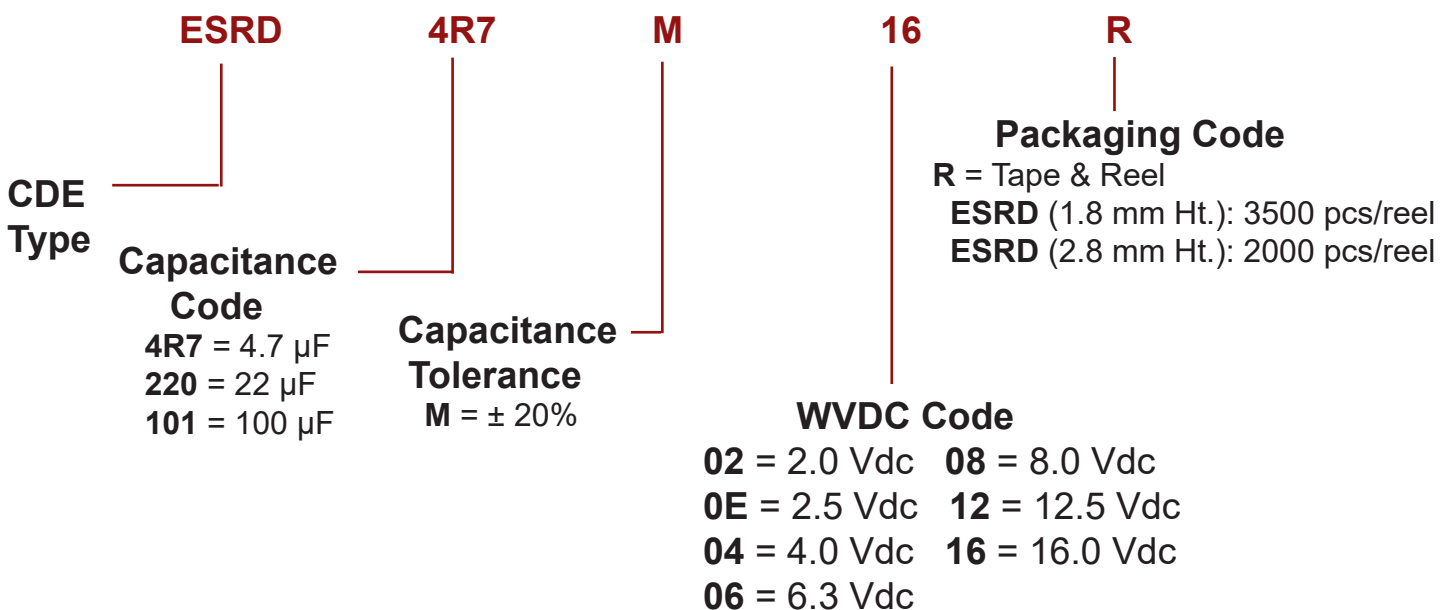 ESRD 4R7 M 16 R
CDE
Type
Capacitance
Code
4R7 = 4.7 µF
220 = 22 µF
101 = 100 µF
Capacitance
Tolerance
M = ± 20%
WVDC Code
02 = 2.0 Vdc 08 = 8.0 Vdc
0E = 2.5 Vdc 12 = 12.5 Vdc
04 = 4.0 Vdc 16 = 16.0 Vdc
06 = 6.3 Vdc
Packaging Code
R = Tape & Reel
ESRD (1.8 mm Ht.): 3500 pcs/reel
ESRD (2.8 mm Ht.): 2000 pcs/reel